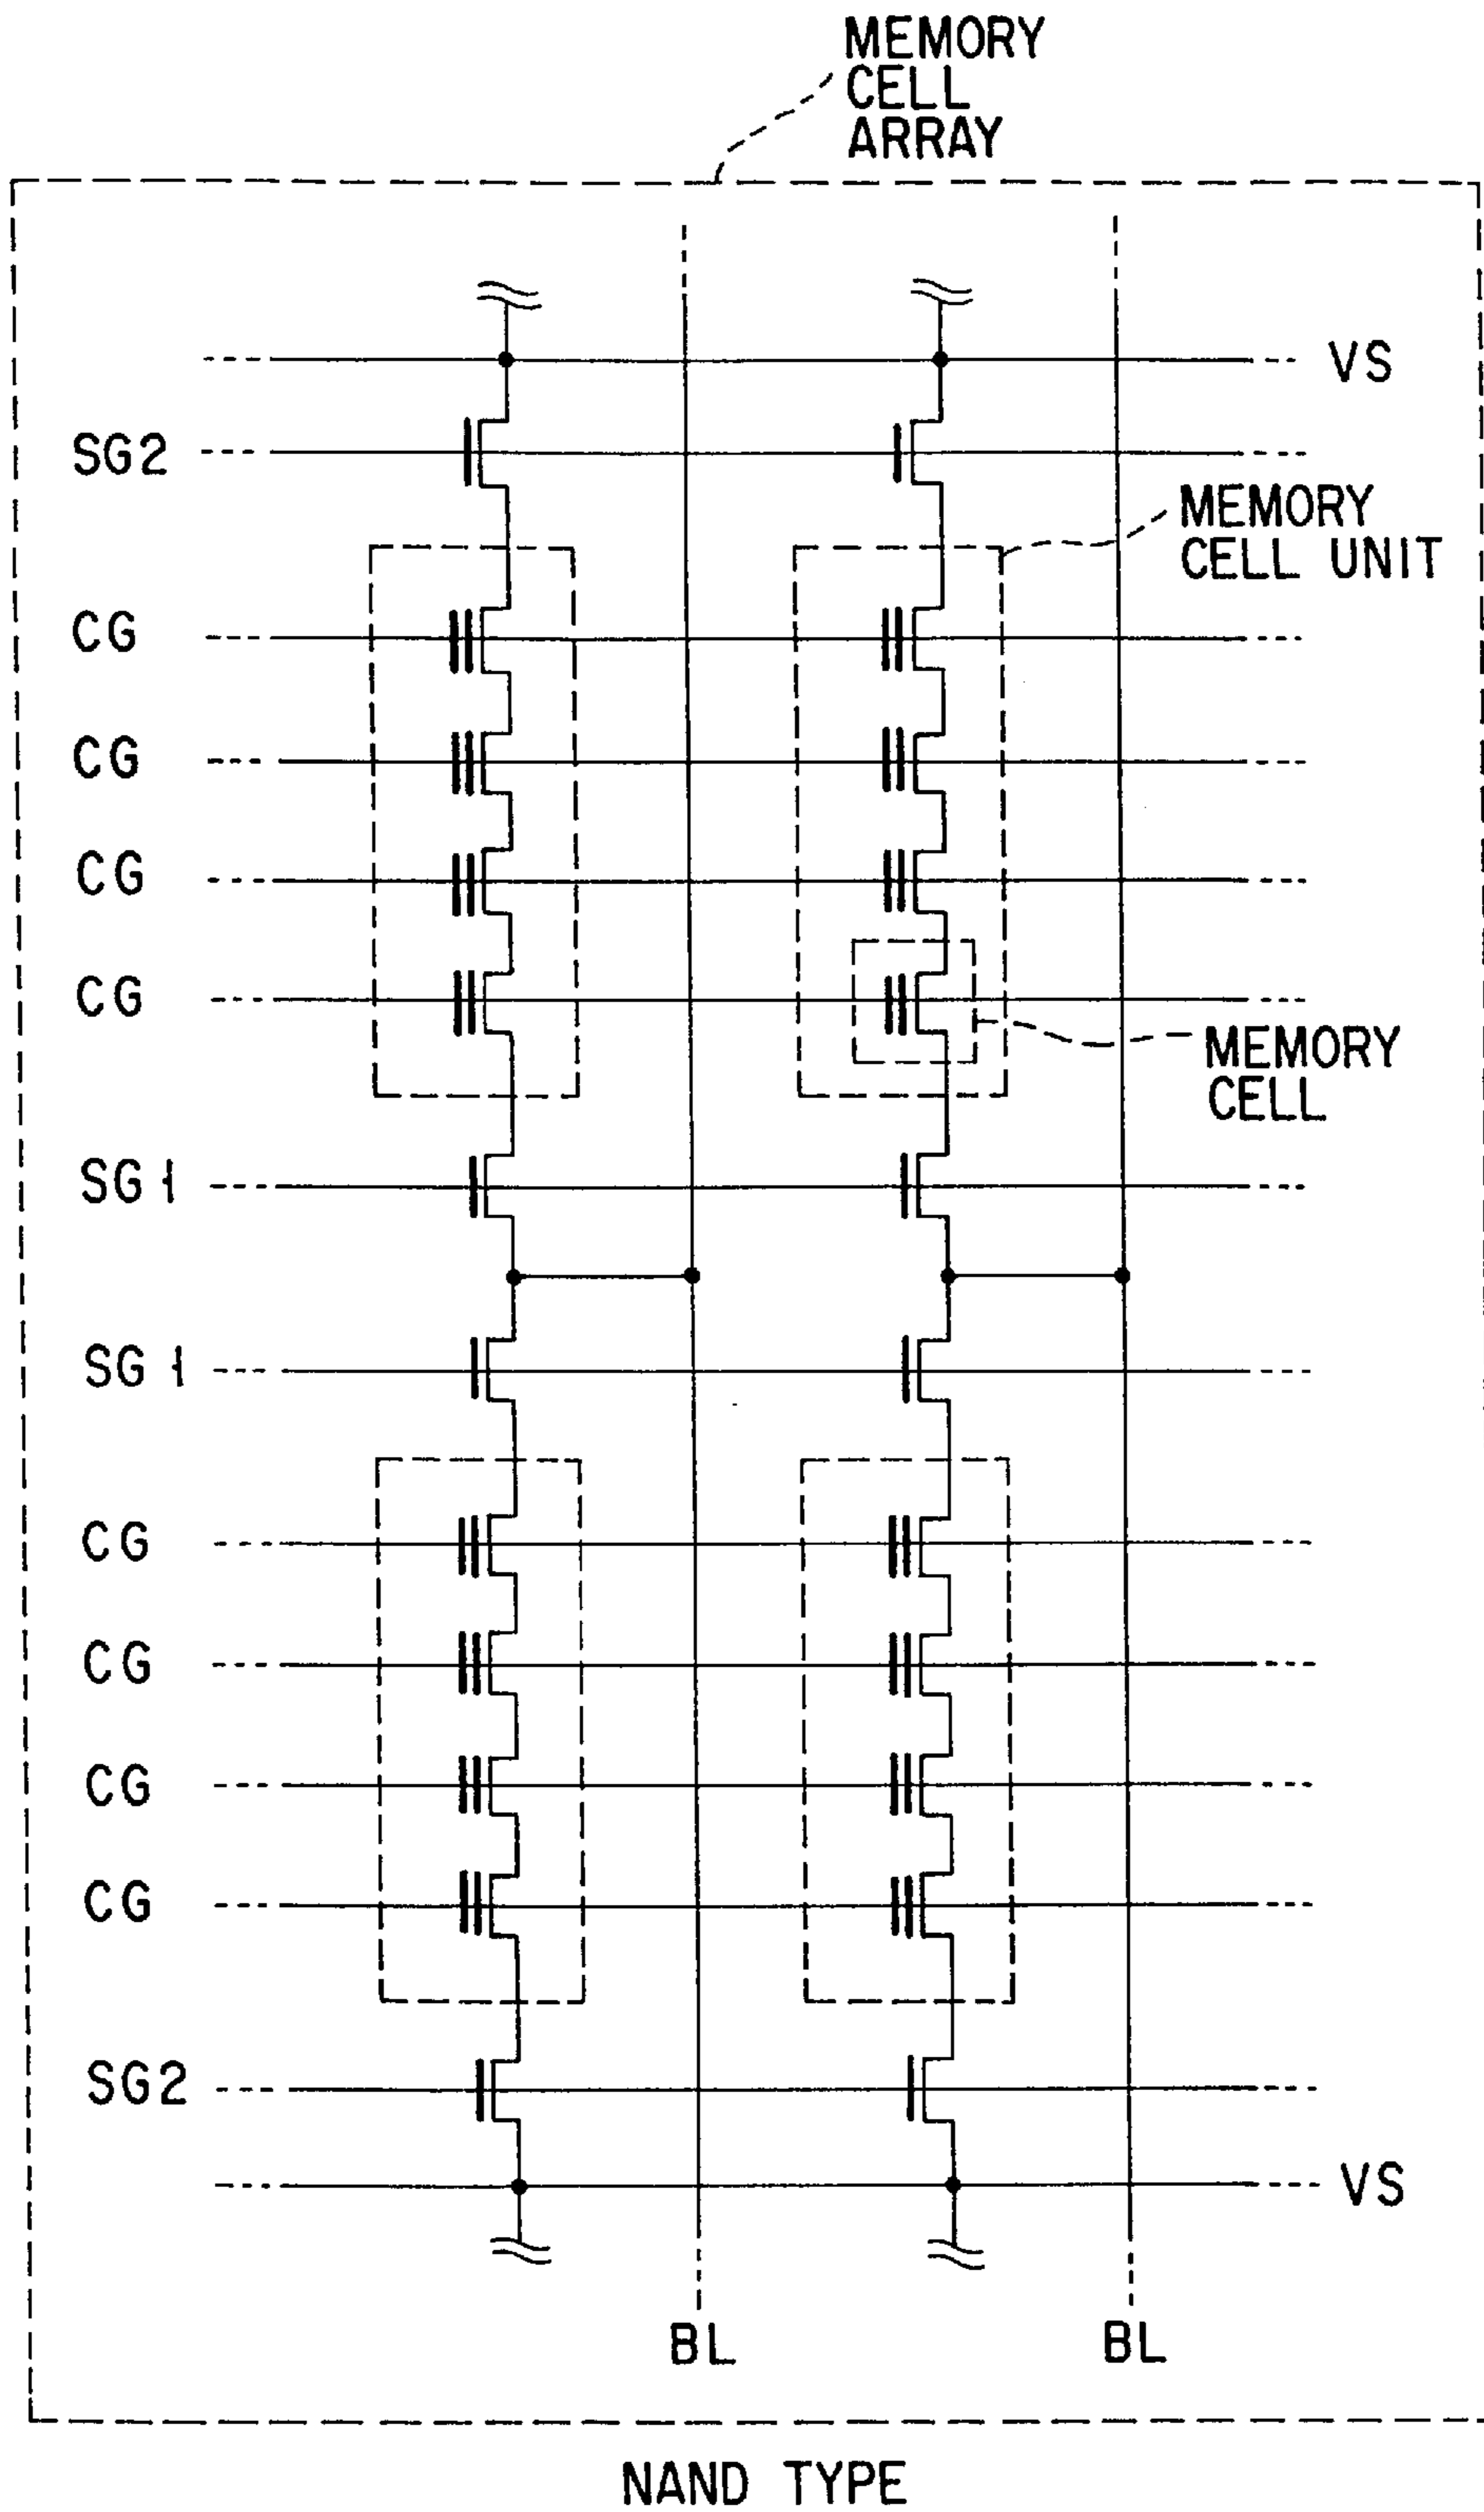 MEMORY
CELL
ARRAY
VS
SG2
MEMORY
CELL UNIT
CG
CG
CG
CG
MEMORY
CELL
SG1
SG1
CG
CG
CG
CG
SG2
VS
BL
BL
NAND TYPE